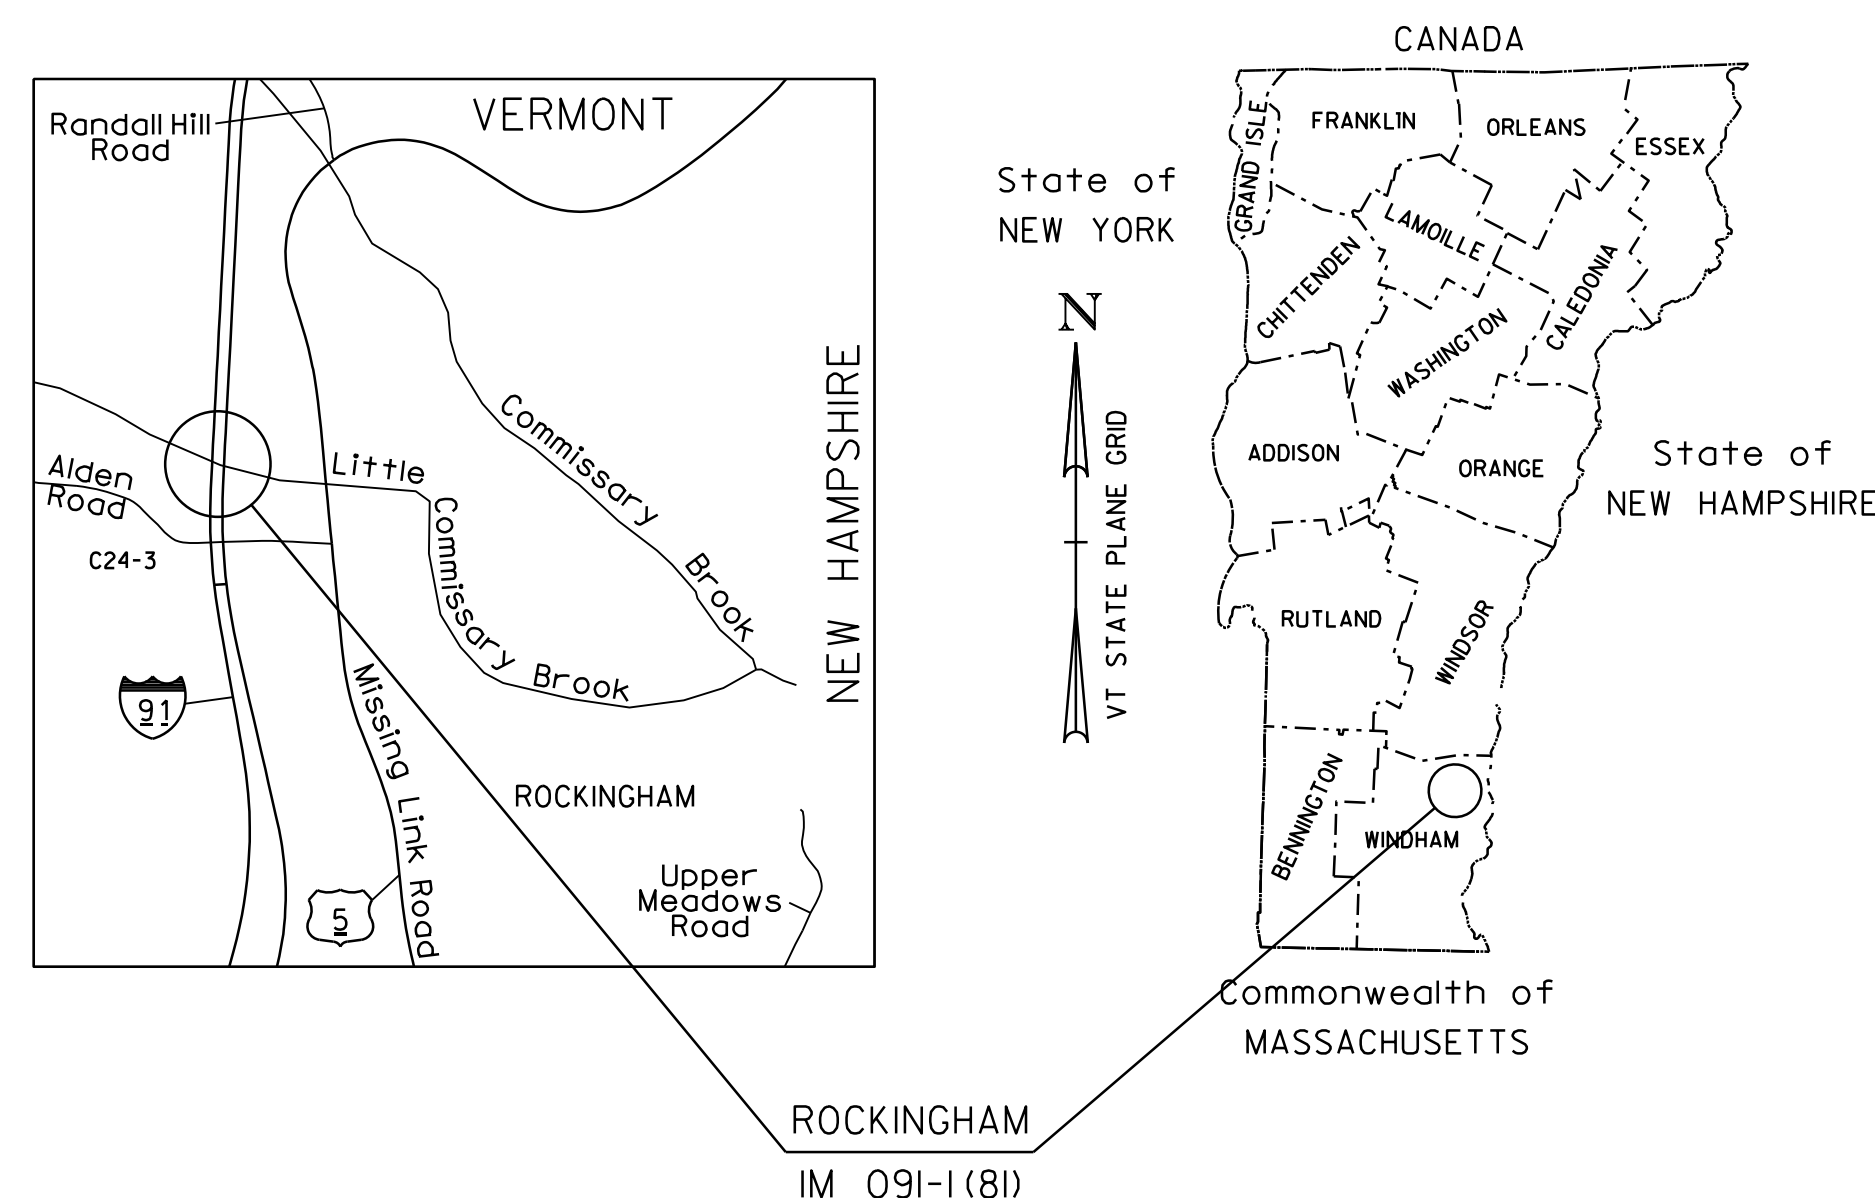 CANADA
VERMONT
Randall Hill
Road
GRAND ISLE
FRANKLIN
ORLEANS
ESSEX
State of
NEW YORK
LAMOILLE
CHITTENDEN
CALEDONIA
WASHINGTON
N
VT STATE PLANE GRID
NEW HAMPSHIRE
Commissary
Brook
Alden
Road
C24-3
Little
Commissary
Brook
ADDISON
ORANGE
State of
NEW HAMPSHIRE
RUTLAND
WINDSOR
91
Missing Link Road
ROCKINGHAM
BENNINGTON
WINDHAM
5
Upper
Meadows
Road
Commonwealth of
MASSACHUSETTS
ROCKINGHAM
IM 091-1(81)